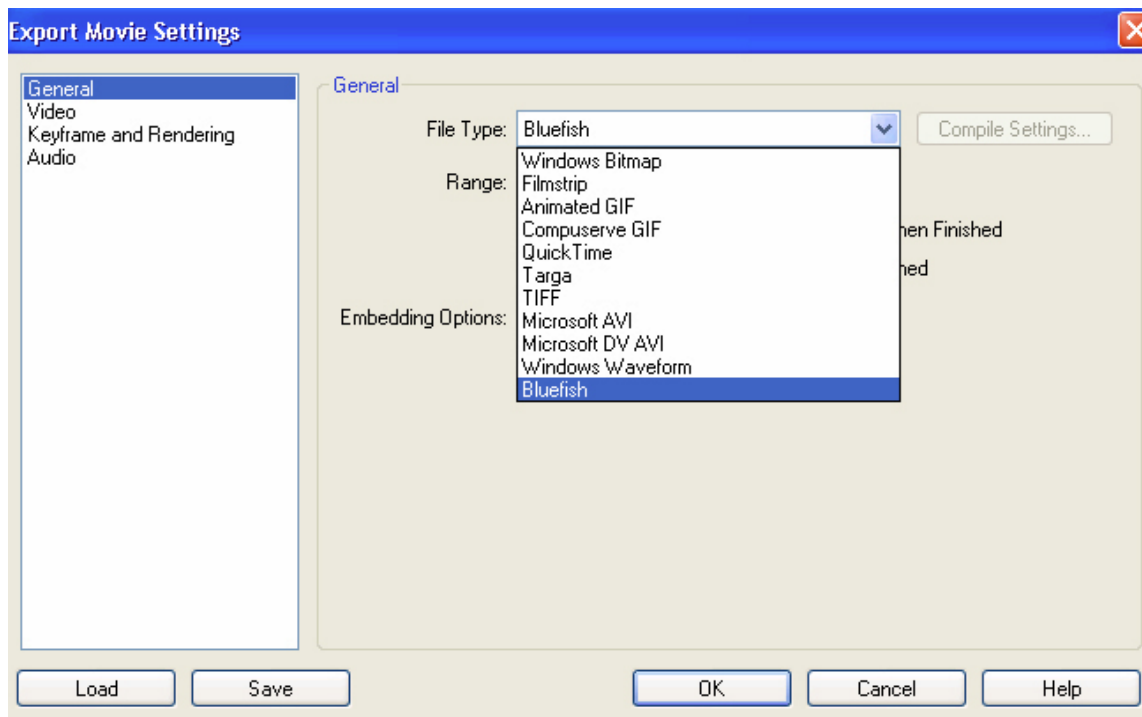 Export Movie Settings
General
Video
Keyframe and Rendering
Audio
General
File Type: Bluefish
Compile Settings...
Windows Bitmap
Range:
Filmstrip
Animated GIF
Compuserve GIF
hen Finished
QuickTime
Targa
hed
TIFF
Embedding Options:
Microsoft AVI
Microsoft DV AVI
Windows Waveform
Bluefish
Load
Save
OK
Cancel
Help